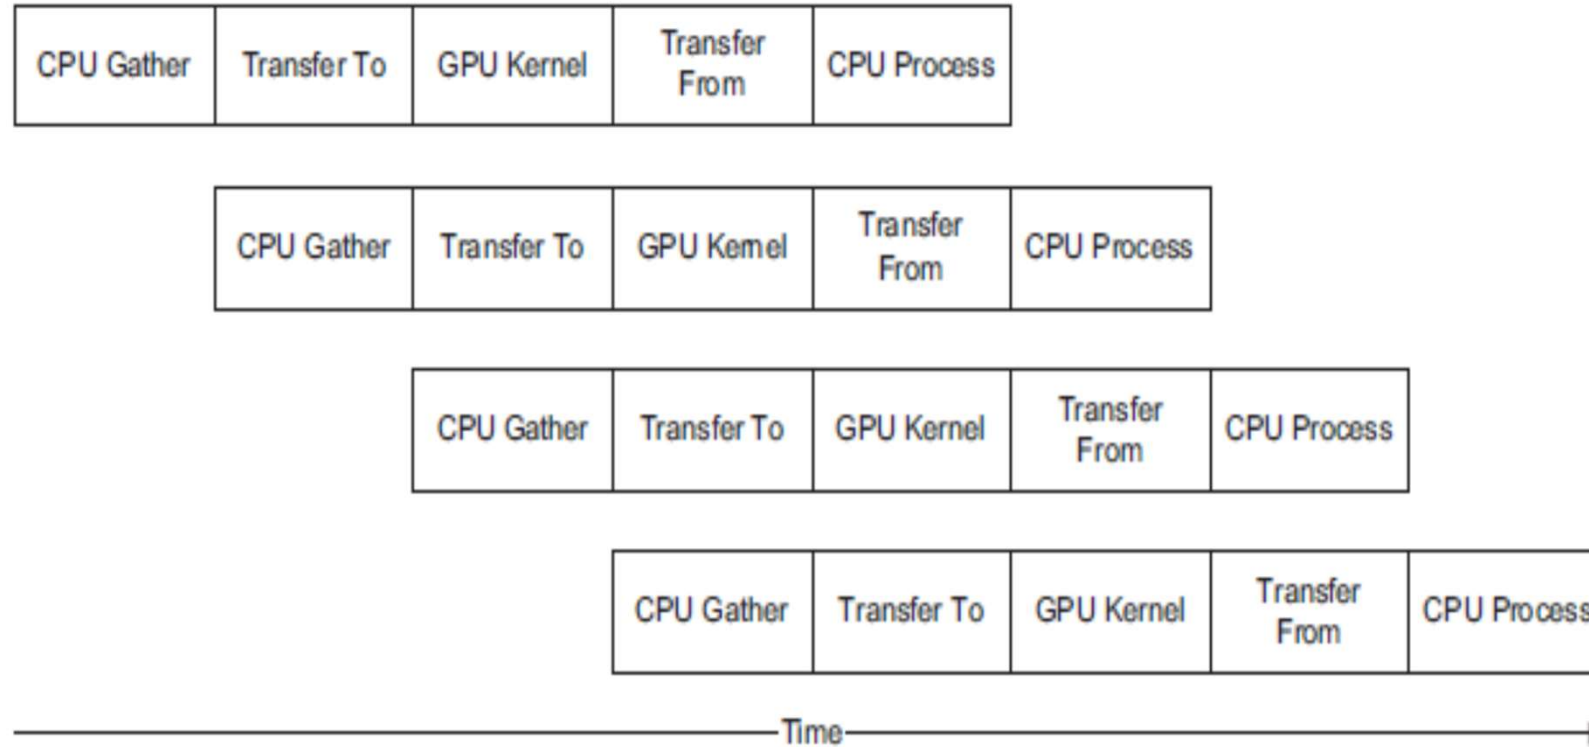 CPU Gather
Transfer To
GPU Kernel
Transfer
From
CPU Process
CPU Gather
Transfer To
GPU Kernel
Transfer
From
CPU Process
CPU Gather
Transfer To
GPU Kernel
Transfer
From
CPU Process
CPU Gather
Transfer To
GPU Kernel
Transfer
From
CPU Process
Time